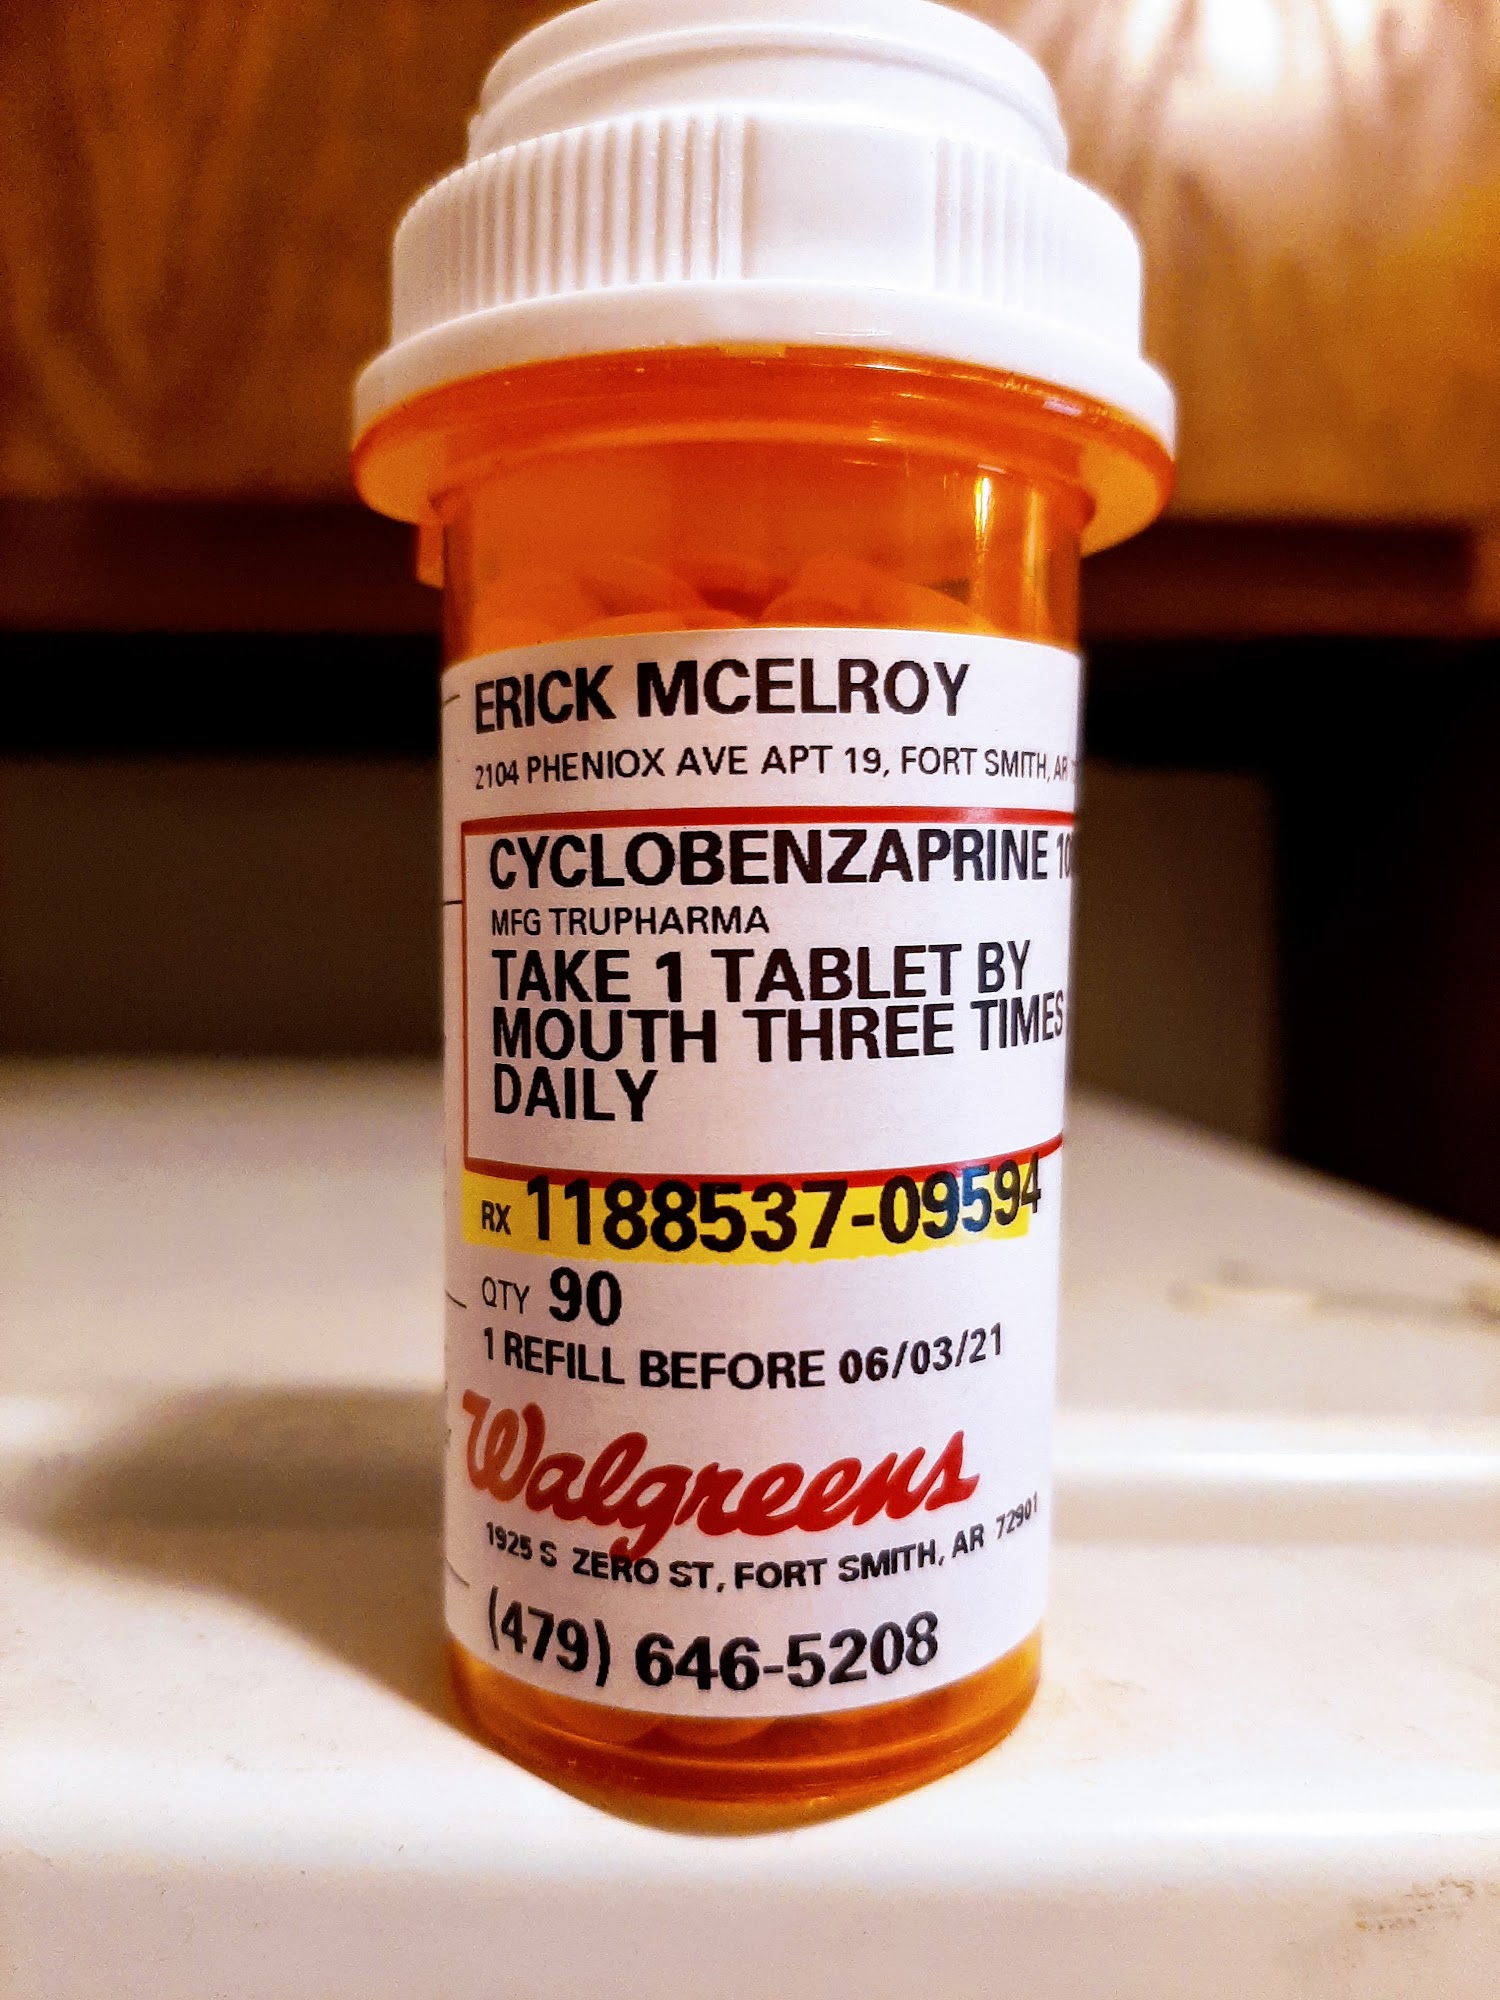 ERICK MCELROY
2104 PHENIOX AVE APT 19, FORT SMITH, AR
CYCLOBENZAPRINE 10
MFG TRUPHARMA
TAKE 1 TABLET BY
MOUTH THREE TIMES
DAILY
RX 1188537-09594
QTY 90
1 REFILL BEFORE 06/03/21
Walgreens
1925 S ZERO ST, FORT SMITH, AR 72901
(479) 646-5208